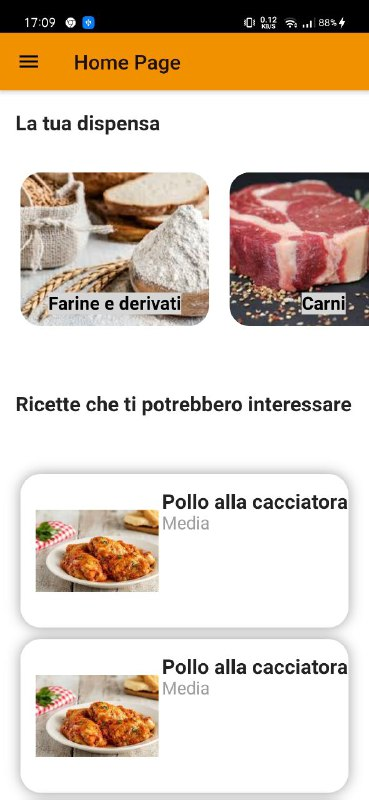 17:09 0.12 KB/S 88%
Home Page
La tua dispensa
Farine e derivati Carni
Ricette che ti potrebbero interessare
Pollo alla cacciatora
Media
Pollo alla cacciatora
Media